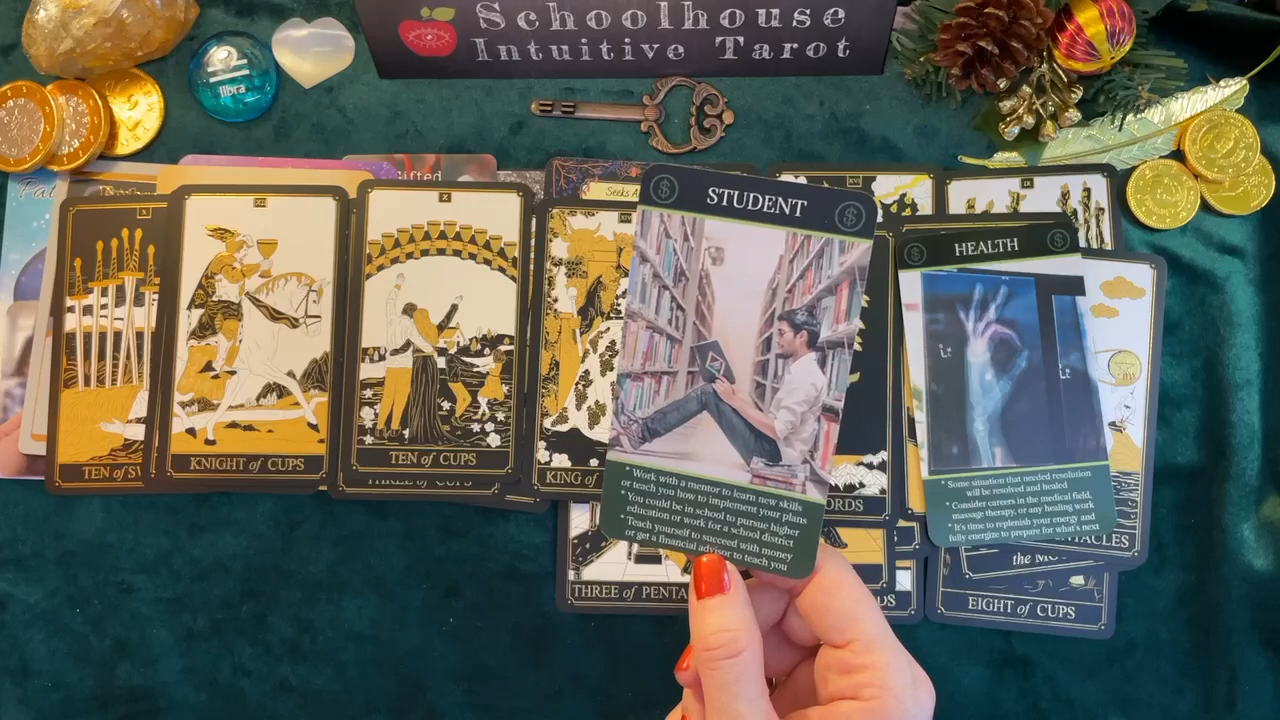 Schoolhouse
Intuitive Tarot
libra
Gifted
Seeks
X
XII
X
XIV
XVI
IX
STUDENT
HEALTH
TEN of
KNIGHT of CUPS
TEN of CUPS
THREE of CUPS
KING of
* Work with a mentor to learn new skills
or teach you how to implement your plans
* You could be in school to pursue higher
education or work for a school district
* Teach yourself to succeed with money
or get a financial advisor to teach you
* Some situation that needed resolution
will be resolved and healed
* Consider careers in the medical field,
massage therapy, or any healing work
* It's time to replenish your energy and
fully energize to prepare for what's next
THREE of PENTA
the
EIGHT of CUPS